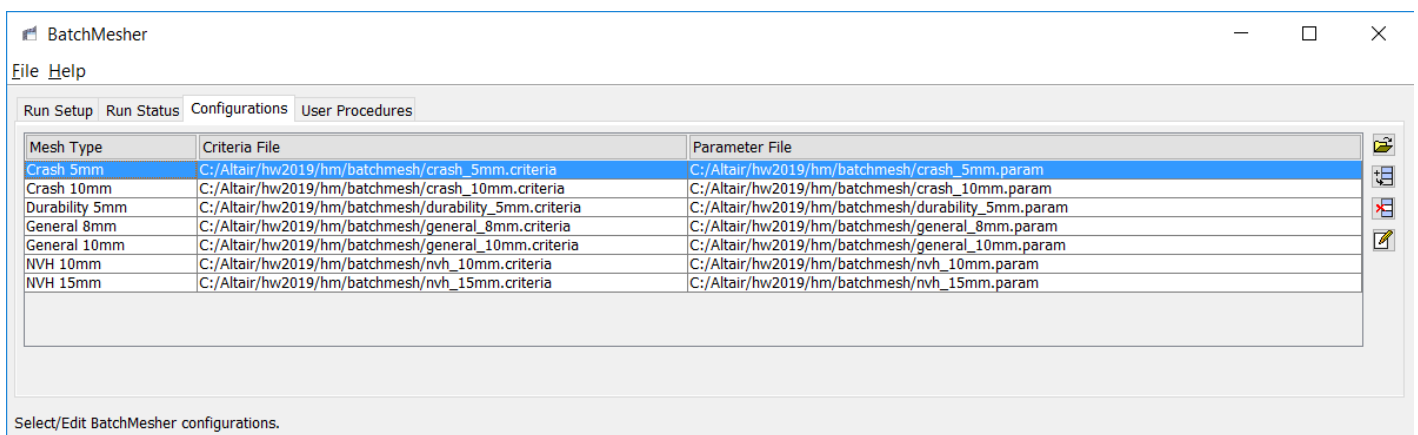 BatchMesher
File Help
Run Setup Run Status Configurations User Procedures
Mesh Type Criteria File Parameter File
Crash 5mm C:/Altair/hw2019/hm/batchmesh/crash_5mm.criteria C:/Altair/hw2019/hm/batchmesh/crash_5mm.param
Crash 10mm C:/Altair/hw2019/hm/batchmesh/crash_10mm.criteria C:/Altair/hw2019/hm/batchmesh/crash_10mm.param
Durability 5mm C:/Altair/hw2019/hm/batchmesh/durability_5mm.criteria C:/Altair/hw2019/hm/batchmesh/durability_5mm.param
General 8mm C:/Altair/hw2019/hm/batchmesh/general_8mm.criteria C:/Altair/hw2019/hm/batchmesh/general_8mm.param
General 10mm C:/Altair/hw2019/hm/batchmesh/general_10mm.criteria C:/Altair/hw2019/hm/batchmesh/general_10mm.param
NVH 10mm C:/Altair/hw2019/hm/batchmesh/nvh_10mm.criteria C:/Altair/hw2019/hm/batchmesh/nvh_10mm.param
NVH 15mm C:/Altair/hw2019/hm/batchmesh/nvh_15mm.criteria C:/Altair/hw2019/hm/batchmesh/nvh_15mm.param
Select/Edit BatchMesher configurations.